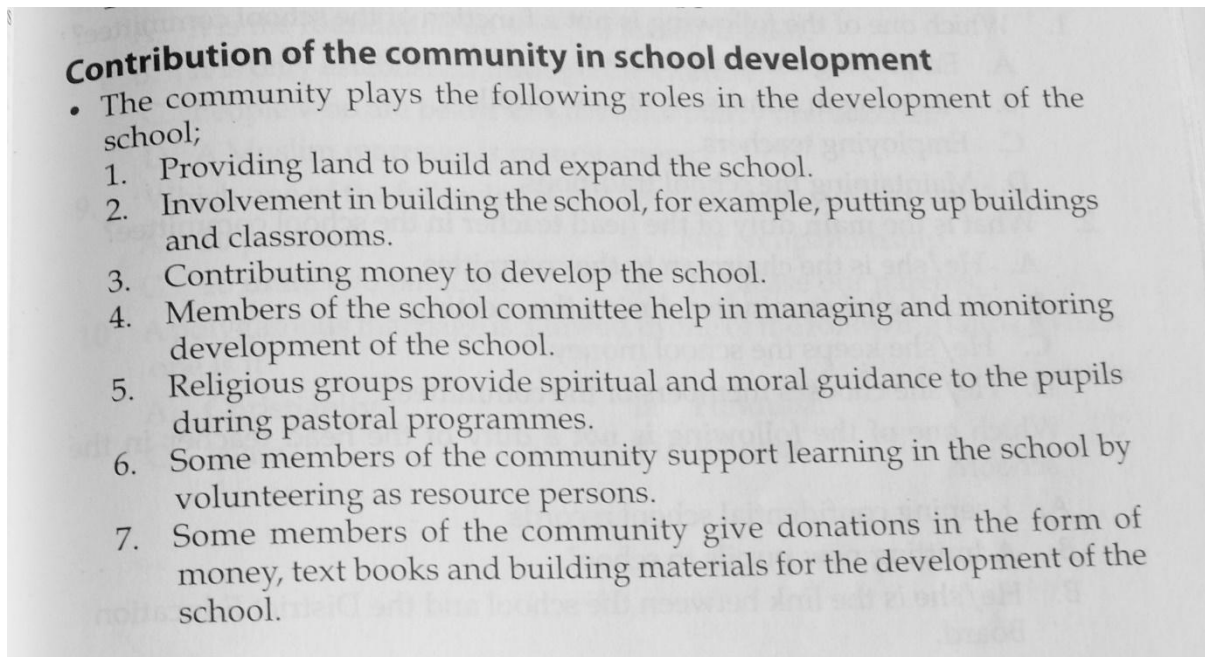 Contribution of the community in school development
• The community plays the following roles in the development of the
school;
1. Providing land to build and expand the school.
2. Involvement in building the school, for example, putting up buildings
and classrooms.
3. Contributing money to develop the school.
4. Members of the school committee help in managing and monitoring
development of the school.
5. Religious groups provide spiritual and moral guidance to the pupils
during pastoral programmes.
6. Some members of the community support learning in the school by
volunteering as resource persons.
7. Some members of the community give donations in the form of
money, text books and building materials for the development of the
school.